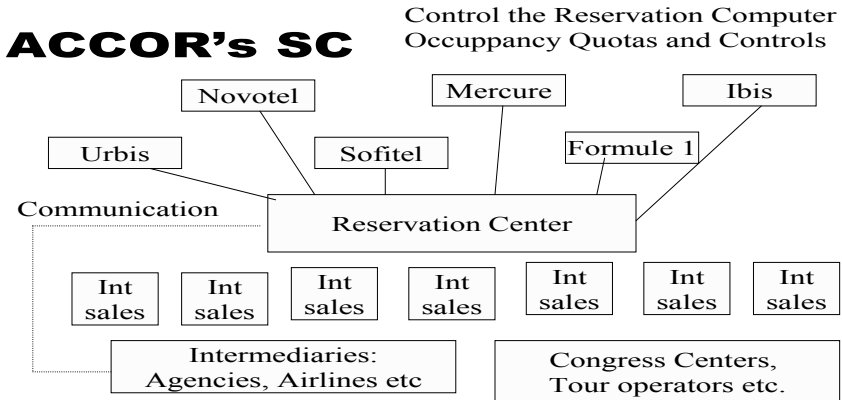 ACCOR's SC
Control the Reservation Computer
Occuppancy Quotas and Controls
Novotel
Mercure
Ibis
Urbis
Sofitel
Formule 1
Communication
Reservation Center
Int
sales
Int
sales
Int
sales
Int
sales
Int
sales
Int
sales
Int
sales
Intermediaries:
Agencies, Airlines etc
Congress Centers,
Tour operators etc.